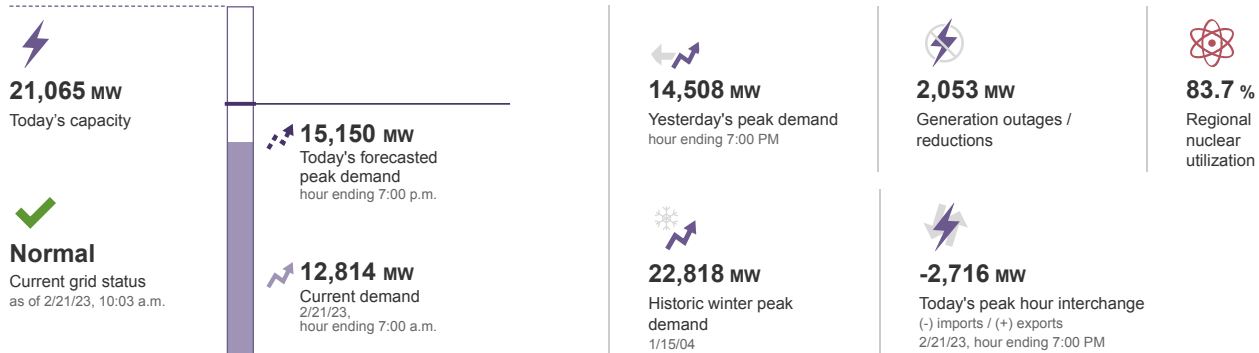 21,065 MW
Today's capacity
Normal
Current grid status
as of 2/21/23, 10:03 a.m.
15,150 MW
Today's forecasted
peak demand
hour ending 7:00 p.m.
12,814 MW
Current demand
2/21/23,
hour ending 7:00 a.m.
14,508 MW
Yesterday's peak demand
hour ending 7:00 PM
2,053 MW
Generation outages /
reductions
83.7 %
Regional
nuclear
utilization
22,818 MW
Historic winter peak
demand
1/15/04
-2,716 MW
Today's peak hour interchange
(-) imports / (+) exports
2/21/23, hour ending 7:00 PM